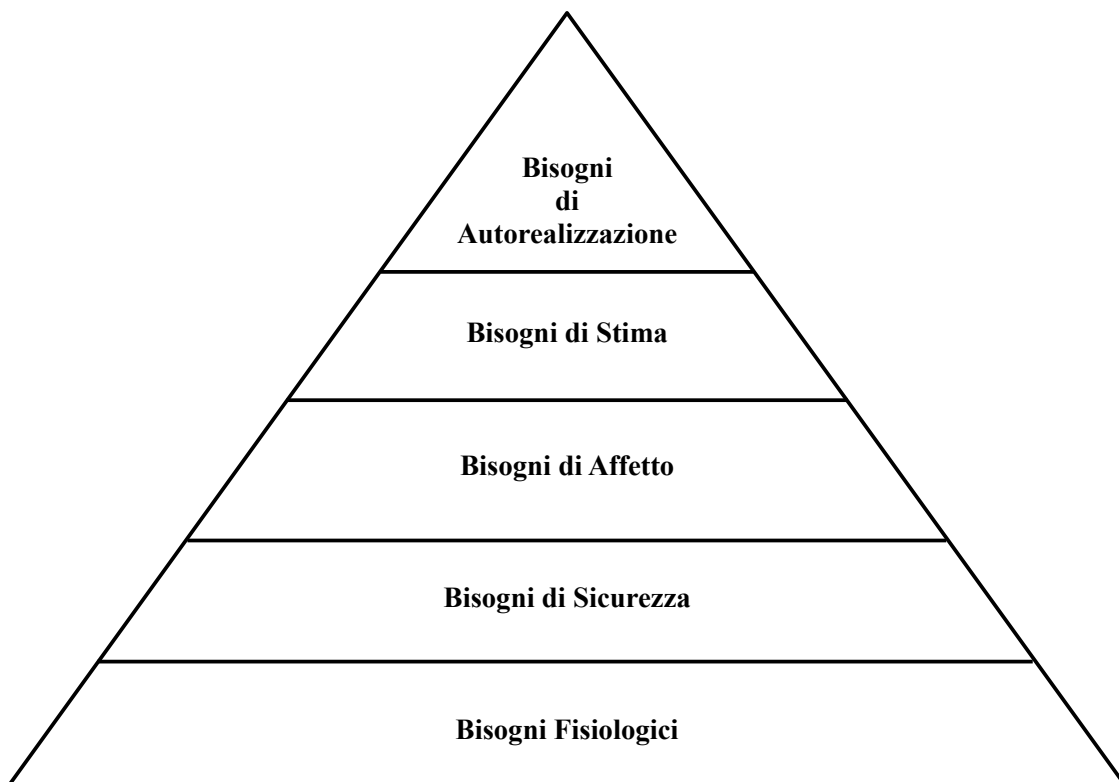 Bisogni
di
Autorealizzazione
Bisogni di Stima
Bisogni di Affetto
Bisogni di Sicurezza
Bisogni Fisiologici